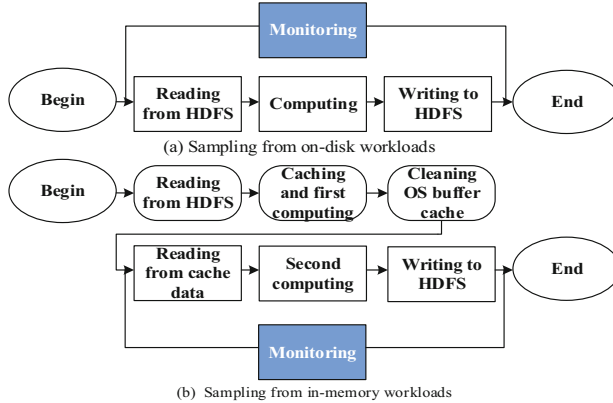 Monitoring
Begin
Reading
from HDFS
Computing
Writing to
HDFS
End
(a) Sampling from on-disk workloads
Begin
Reading
from HDFS
Caching
and first
computing
Cleaning
OS buffer
cache
Reading
from cache
data
Second
computing
Writing to
HDFS
End
Monitoring
(b) Sampling from in-memory workloads